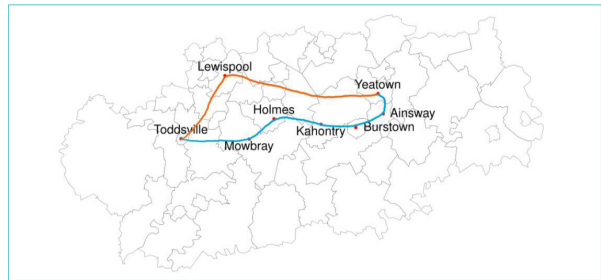 Lewispool
Yeatown
Holmes
Ainsway
Toddsville
Kahontry
Burstown
Mowbray